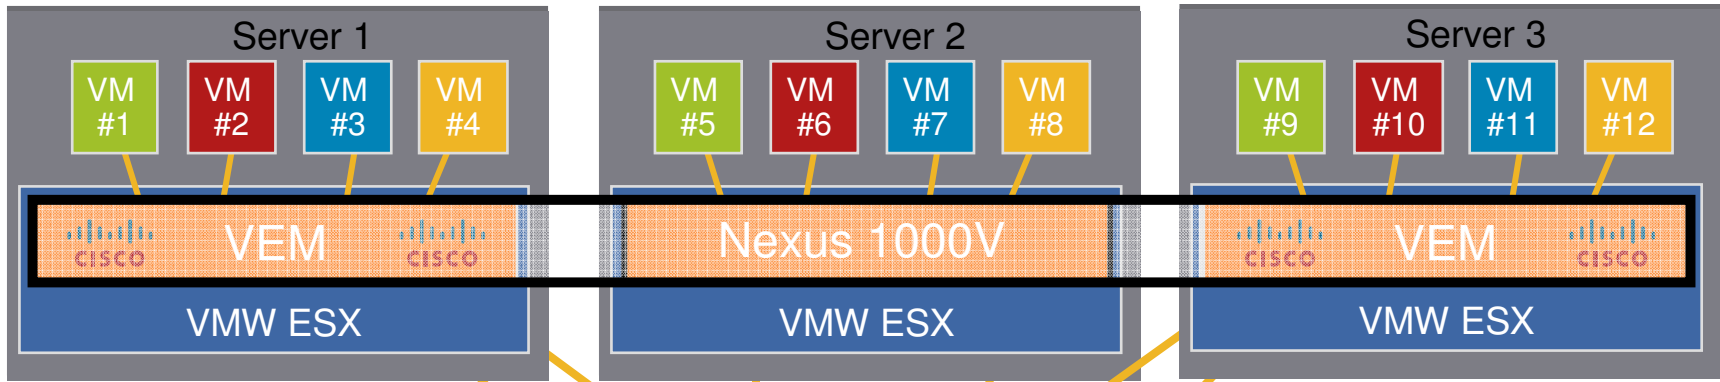 Server 1
VM #1
VM #2
VM #3
VM #4
CISCO
VEM
CISCO
VMW ESX
Server 2
VM #5
VM #6
VM #7
VM #8
Nexus 1000V
VMW ESX
Server 3
VM #9
VM #10
VM #11
VM #12
CISCO
VEM
CISCO
VMW ESX